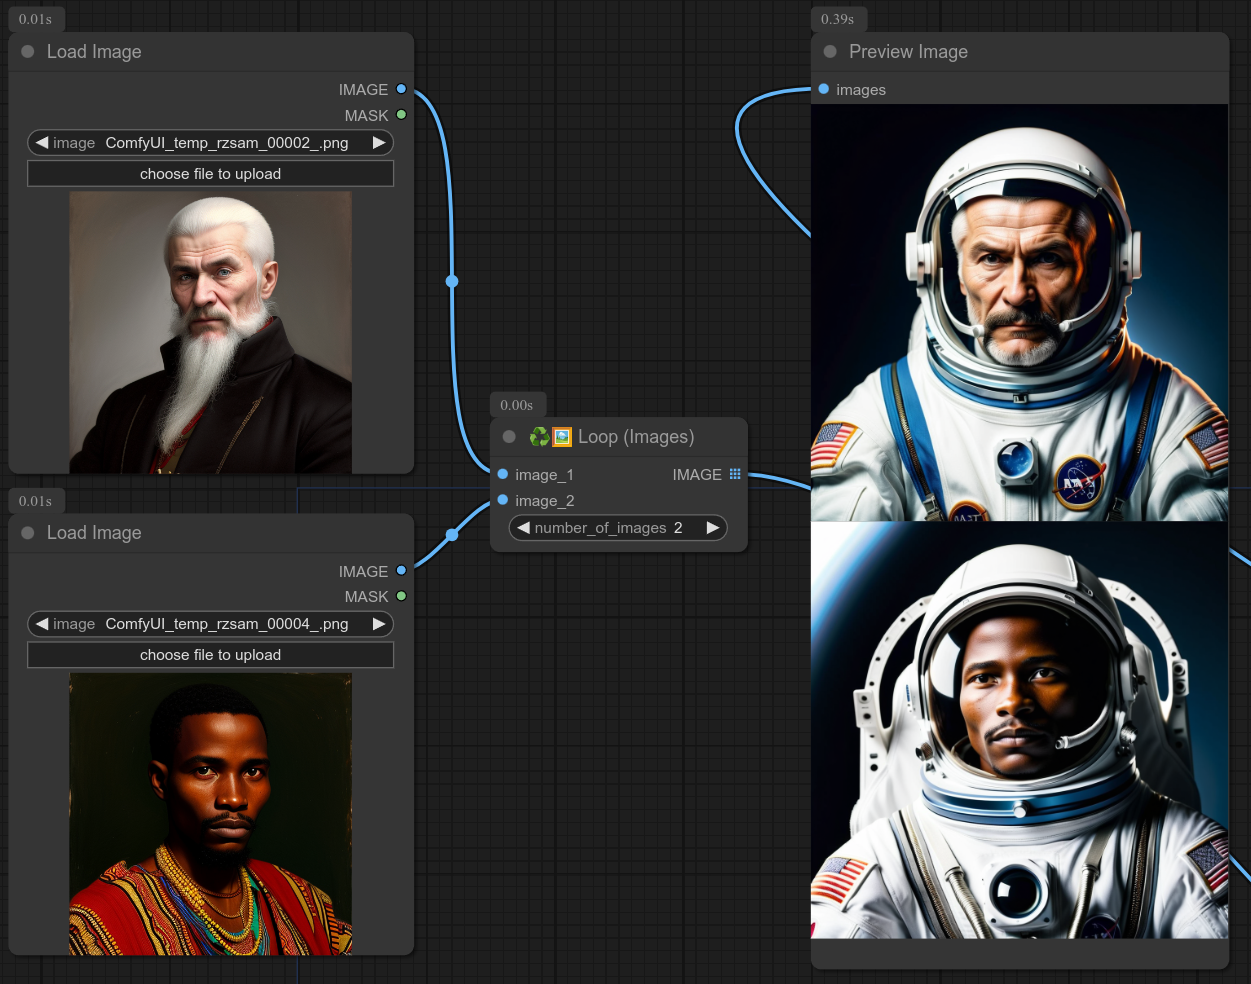 0.01s
Load Image
IMAGE
MASK
image ComfyUI_temp_rzsam_00002_.png
choose file to upload
0.01s
Load Image
IMAGE
MASK
image ComfyUI_temp_rzsam_00004_.png
choose file to upload
0.00s
Loop (Images)
image_1 IMAGE
image_2
number_of_images 2
0.39s
Preview Image
images